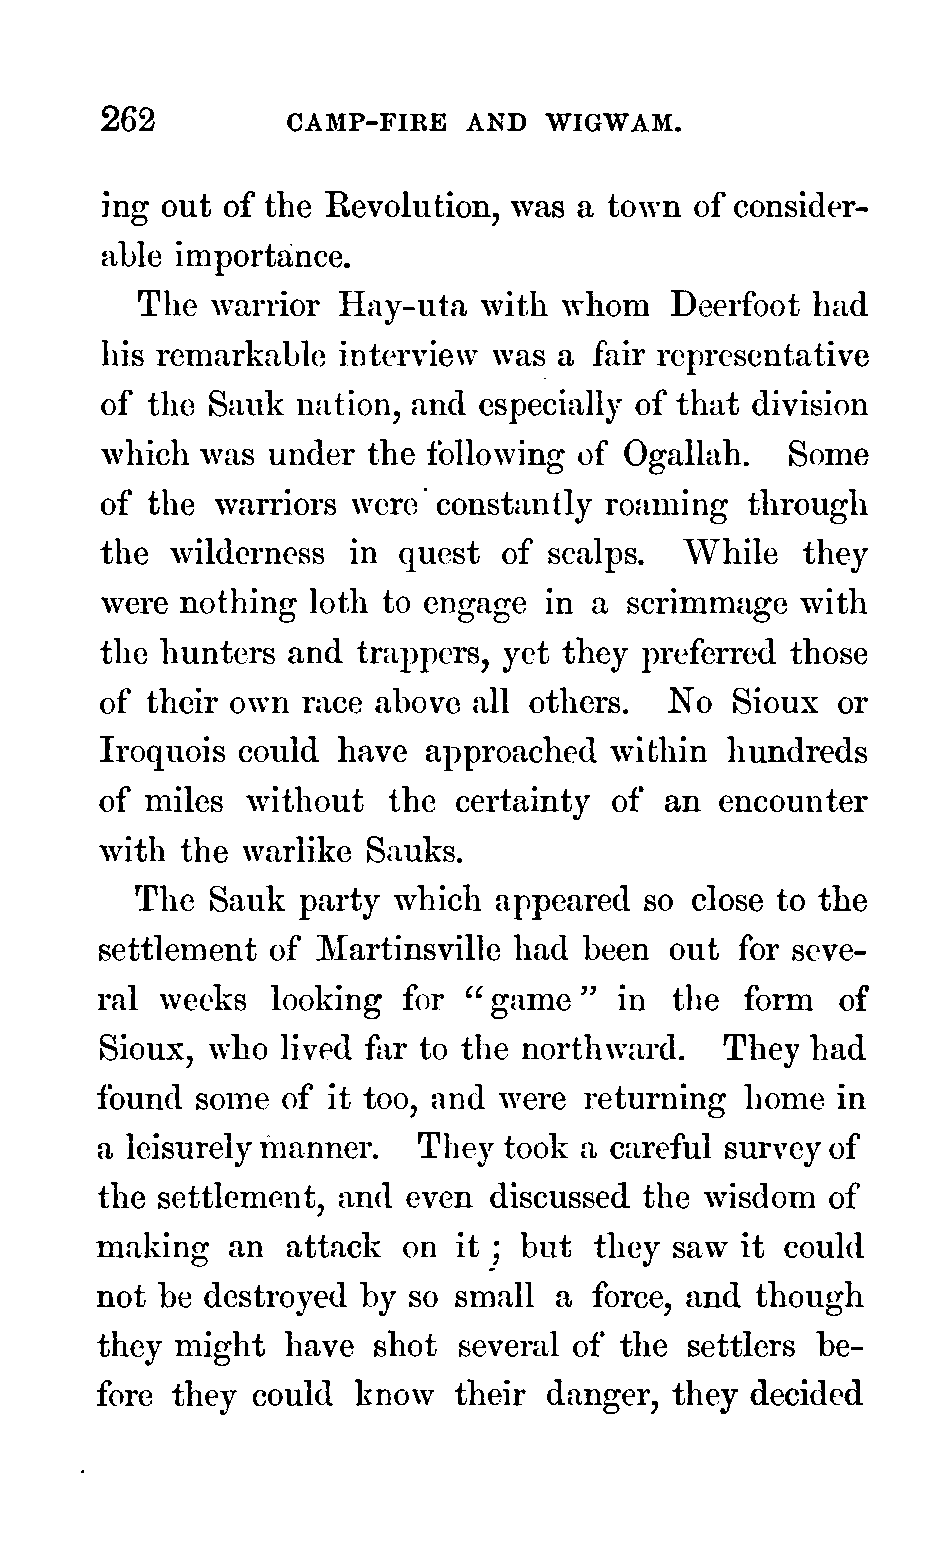 262 CAMP-FIRE AND WIGWAM.
ing out of the Revolution, was a town of consider-
able importance.
The warrior Hay-uta with whom Deerfoot had
his remarkable interview was a fair representative
of the Sauk nation, and especially of that division
which was under the following of Ogallah. Some
of the warriors were constantly roaming through
the wilderness in quest of scalps. While they
were nothing loth to engage in a scrimmage with
the hunters and trappers, yet they preferred those
of their own race above all others. No Sioux or
Iroquois could have approached within hundreds
of miles without the certainty of an encounter
with the warlike Sauks.
The Sauk party which appeared so close to the
settlement of Martinsville had been out for seve-
ral weeks looking for “game” in the form of
Sioux, who lived far to the northward. They had
found some of it too, and were returning home in
a leisurely manner. They took a careful survey of
the settlement, and even discussed the wisdom of
making an attack on it; but they saw it could
not be destroyed by so small a force, and though
they might have shot several of the settlers be-
fore they could know their danger, they decided